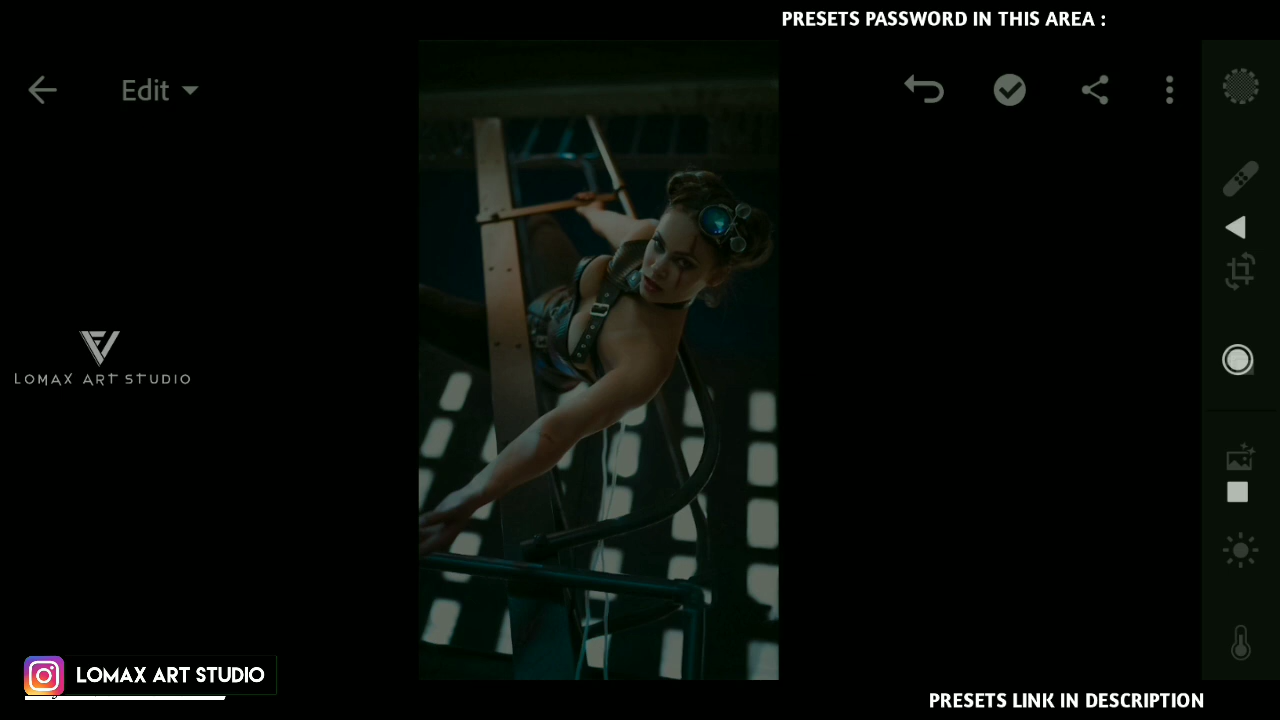 PRESETS PASSWORD IN THIS AREA :
Edit
LOMAX ART STUDIO
LOMAX ART STUDIO
PRESETS LINK IN DESCRIPTION